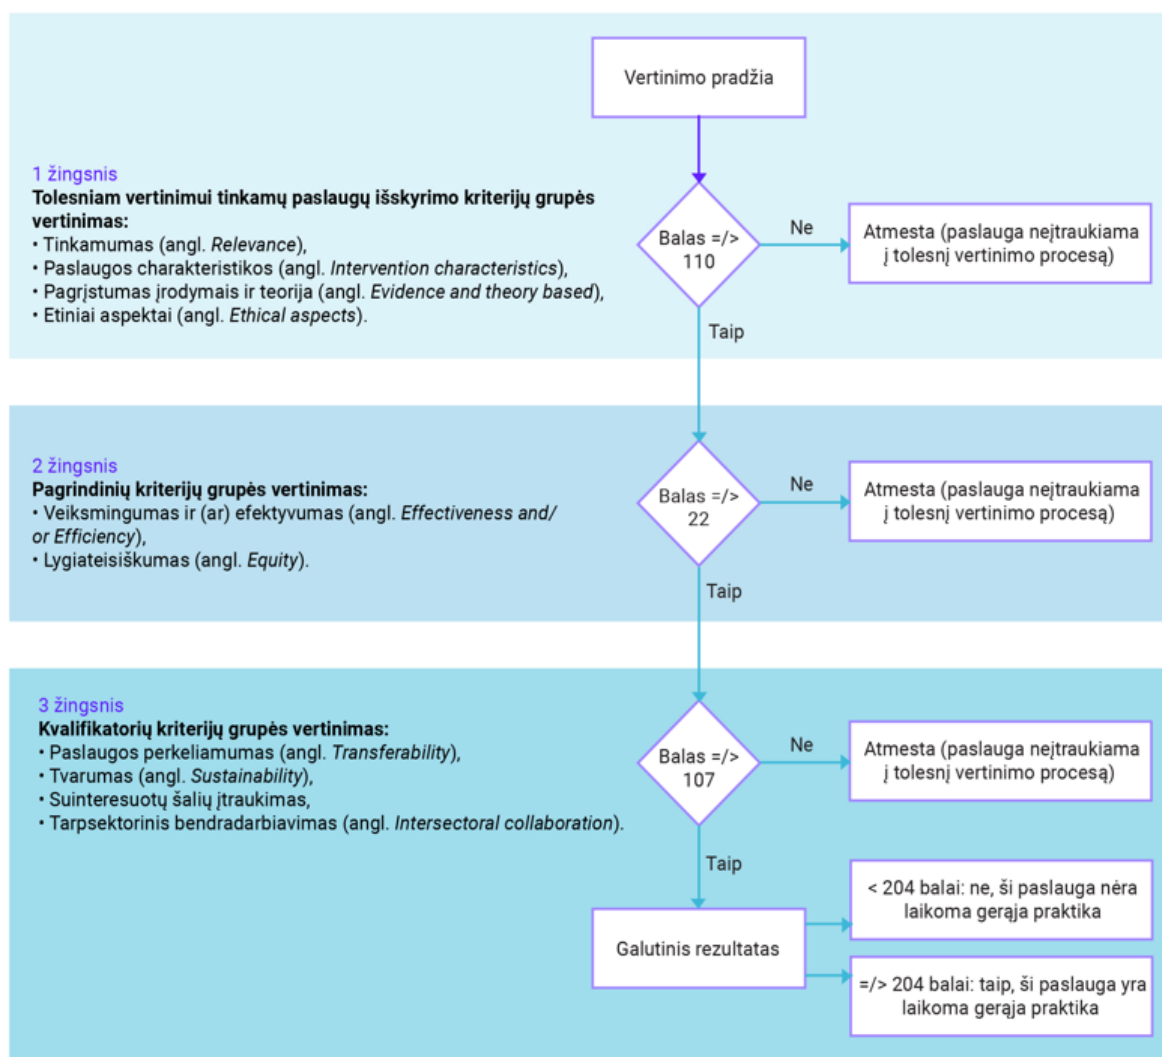 Vertinimo pradžia
1 žingsnis
Tolesniam vertinimui tinkamų paslaugų išskyrimo kriterijų grupės
vertinimas:
• Tinkamumas (angl. Relevance),
• Paslaugos charakteristikos (angl. Intervention characteristics),
• Pagrįstumas įrodymais ir teorija (angl. Evidence and theory based),
• Etiniai aspektai (angl. Ethical aspects).
Balas =/>
110
Ne
Atmesta (paslauga neįtraukiama
į tolesnį vertinimo procesą)
Taip
2 žingsnis
Pagrindinių kriterijų grupės vertinimas:
• Veiksmingumas ir (ar) efektyvumas (angl. Effectiveness and/
or Efficiency),
• Lygiateisiškumas (angl. Equity).
Balas =/>
22
Ne
Atmesta (paslauga neįtraukiama
į tolesnį vertinimo procesą)
Taip
3 žingsnis
Kvalifikatorių kriterijų grupės vertinimas:
• Paslaugos perkeliamumas (angl. Transferability),
• Tvarumas (angl. Sustainability),
• Suinteresuotų šalių įtraukimas,
• Tarpsektorinis bendradarbiavimas (angl. Intersectoral collaboration).
Balas =/>
107
Ne
Atmesta (paslauga neįtraukiama
į tolesnį vertinimo procesą)
Taip
Galutinis rezultatas
< 204 balai: ne, ši paslauga nėra
laikoma gerąja praktika
=/> 204 balai: taip, ši paslauga yra
laikoma gerąja praktika